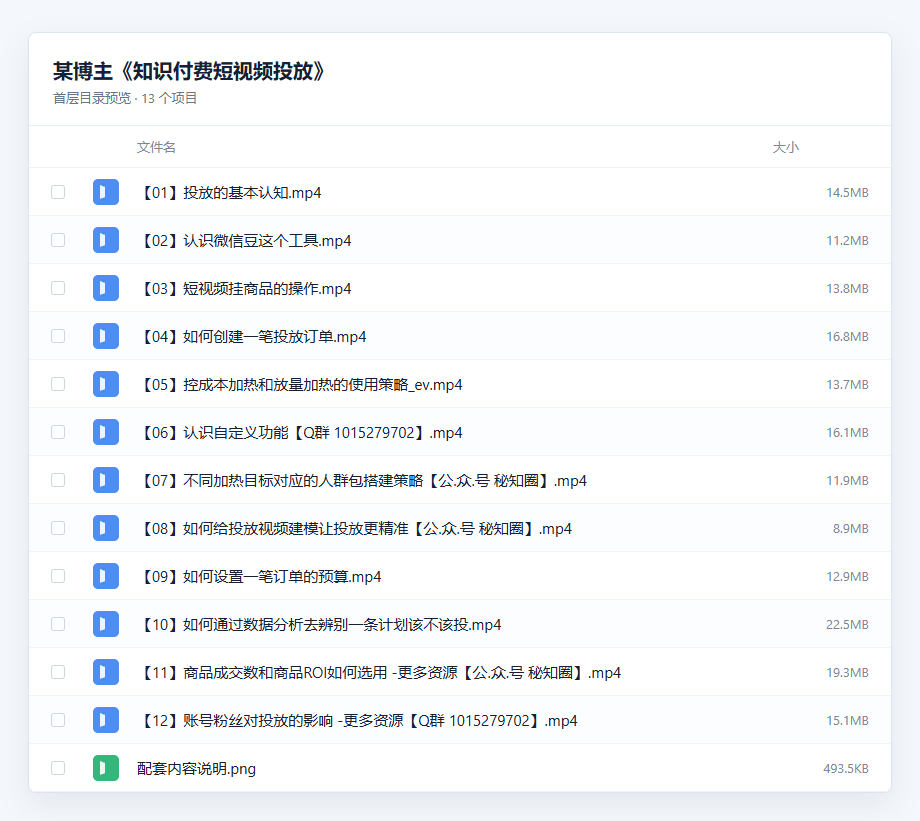 某博主《知识付费短视频投放》
首层目录预览 · 13 个项目
文件名 大小
【01】投放的基本认知.mp4 14.5MB
【02】认识微信豆这个工具.mp4 11.2MB
【03】短视频挂商品的操作.mp4 13.8MB
【04】如何创建一笔投放订单.mp4 16.8MB
【05】控成本加热和放量加热的使用策略_ev.mp4 13.7MB
【06】认识自定义功能【Q群 1015279702】.mp4 16.1MB
【07】不同加热目标对应的人群包搭建策略【公.众.号 秘知圈】.mp4 11.9MB
【08】如何给投放视频建模让投放更精准【公.众.号 秘知圈】.mp4 8.9MB
【09】如何设置一笔订单的预算.mp4 12.9MB
【10】如何通过数据分析去辨别一条计划该不该投.mp4 22.5MB
【11】商品成交数和商品ROI如何选用 -更多资源【公.众.号 秘知圈】.mp4 19.3MB
【12】账号粉丝对投放的影响 -更多资源【Q群 1015279702】.mp4 15.1MB
配套内容说明.png 493.5KB